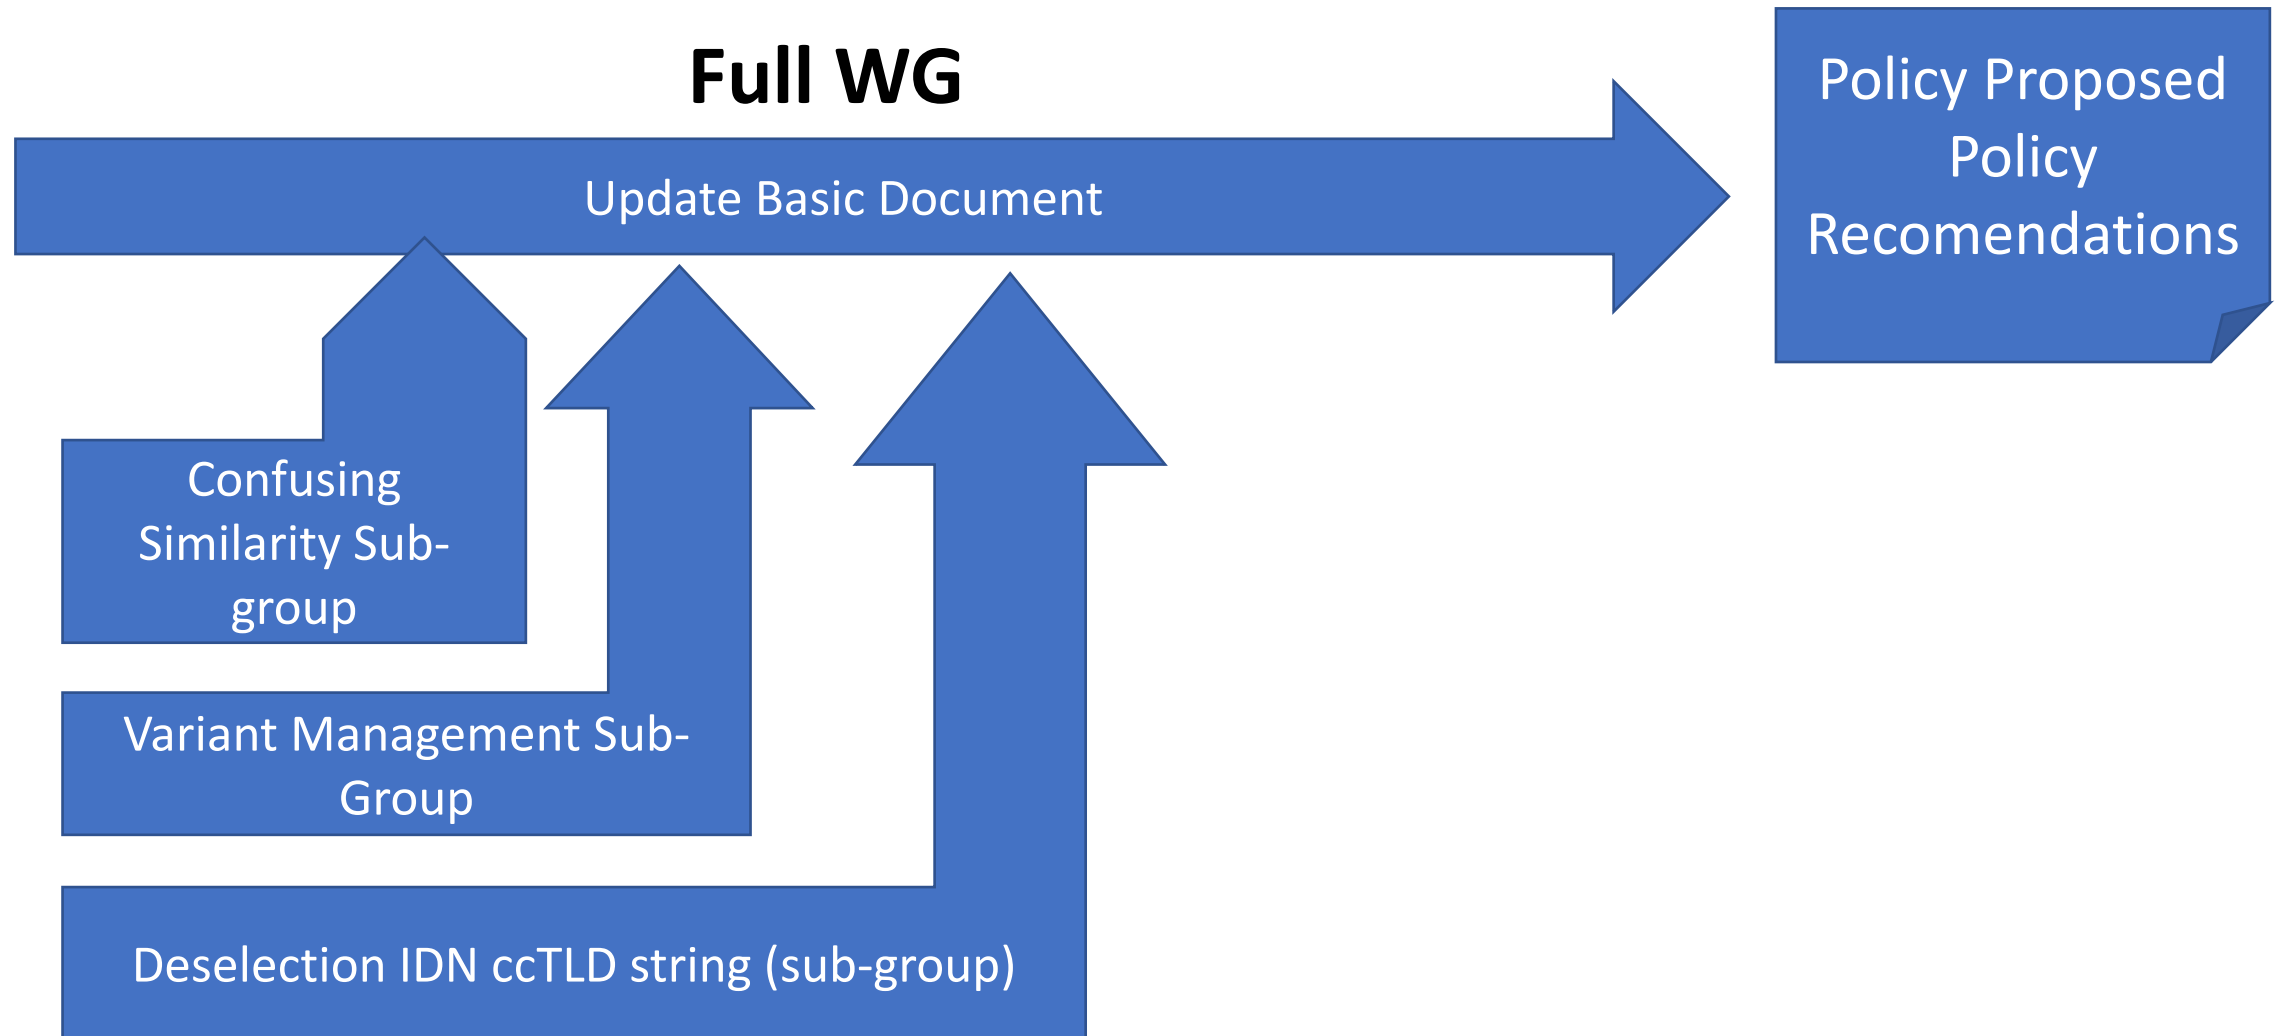 Full WG
Policy Proposed
Policy
Recomendations
Update Basic Document
Confusing
Similarity Sub-
group
Variant Management Sub-
Group
Deselection IDN ccTLD string (sub-group)